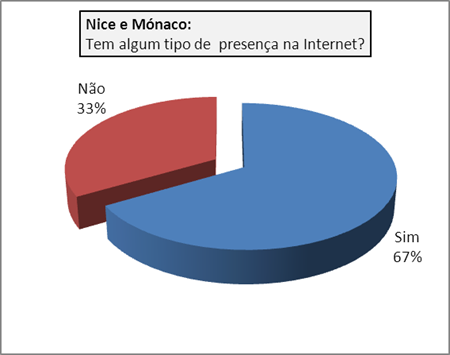 Nice e Mónaco:
Tem algum tipo de presença na Internet?
Não
33%
Sim
67%